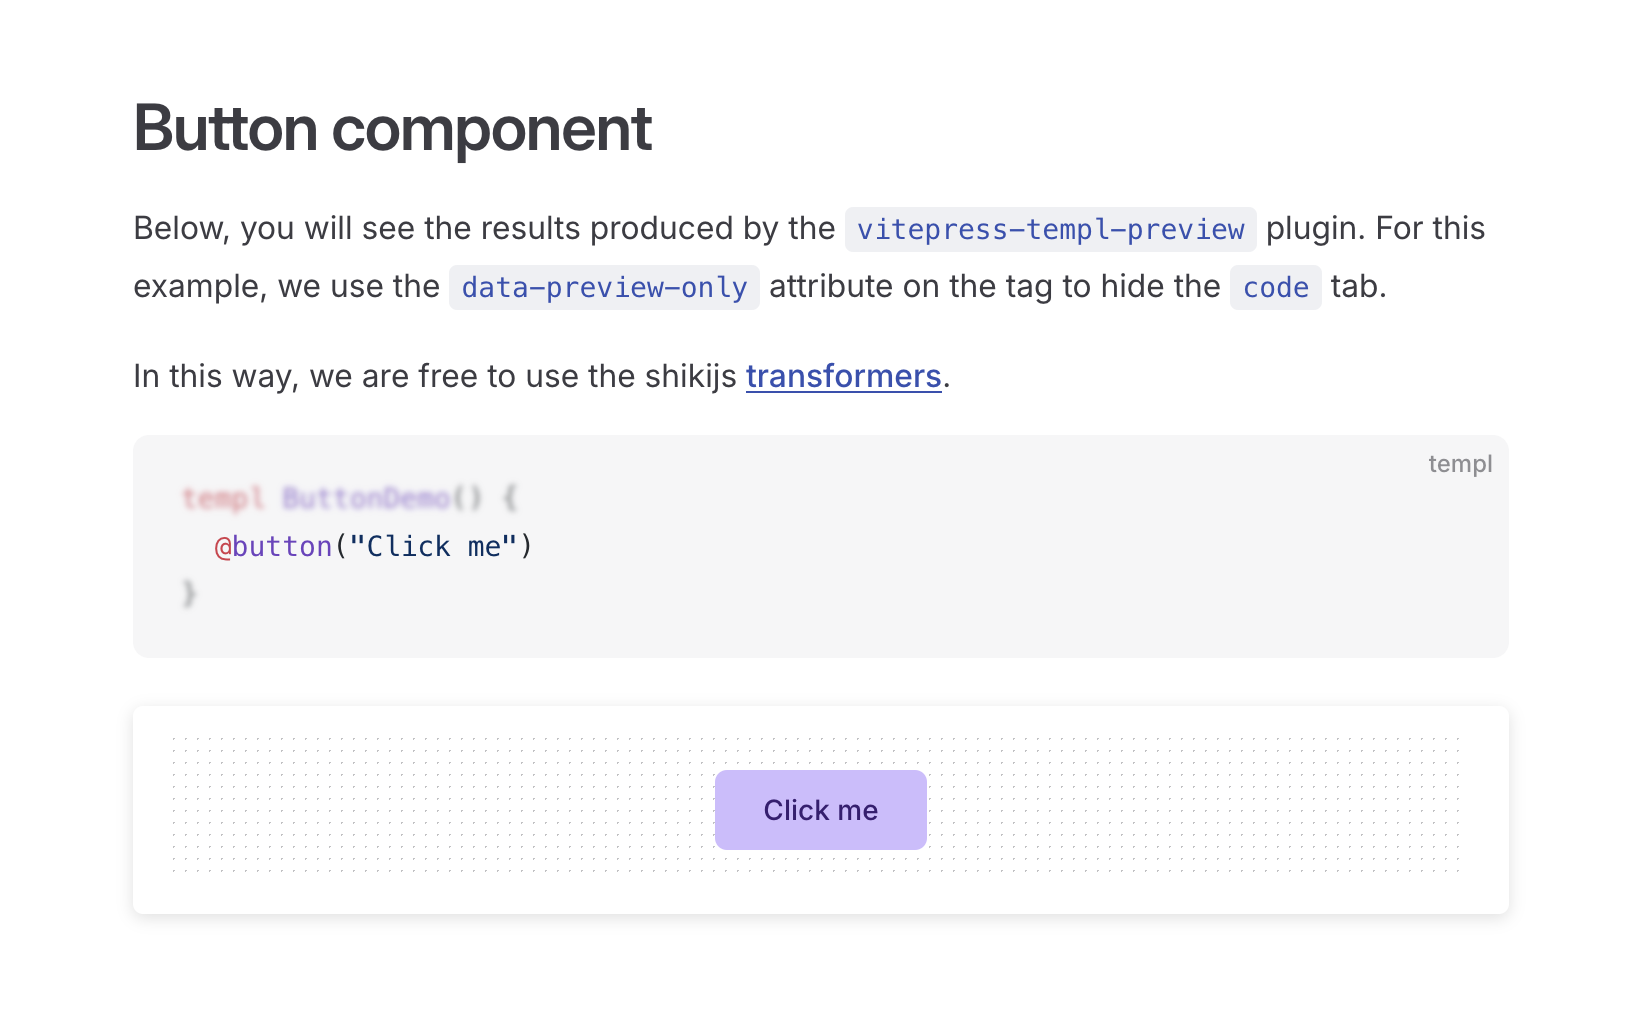 Button component
Below, you will see the results produced by the vitepress-templ-preview plugin. For this
example, we use the data-preview-only attribute on the tag to hide the code tab.
In this way, we are free to use the shikijs transformers.
templ
templ ButtonDemo() {
@button("Click me")
}
Click me